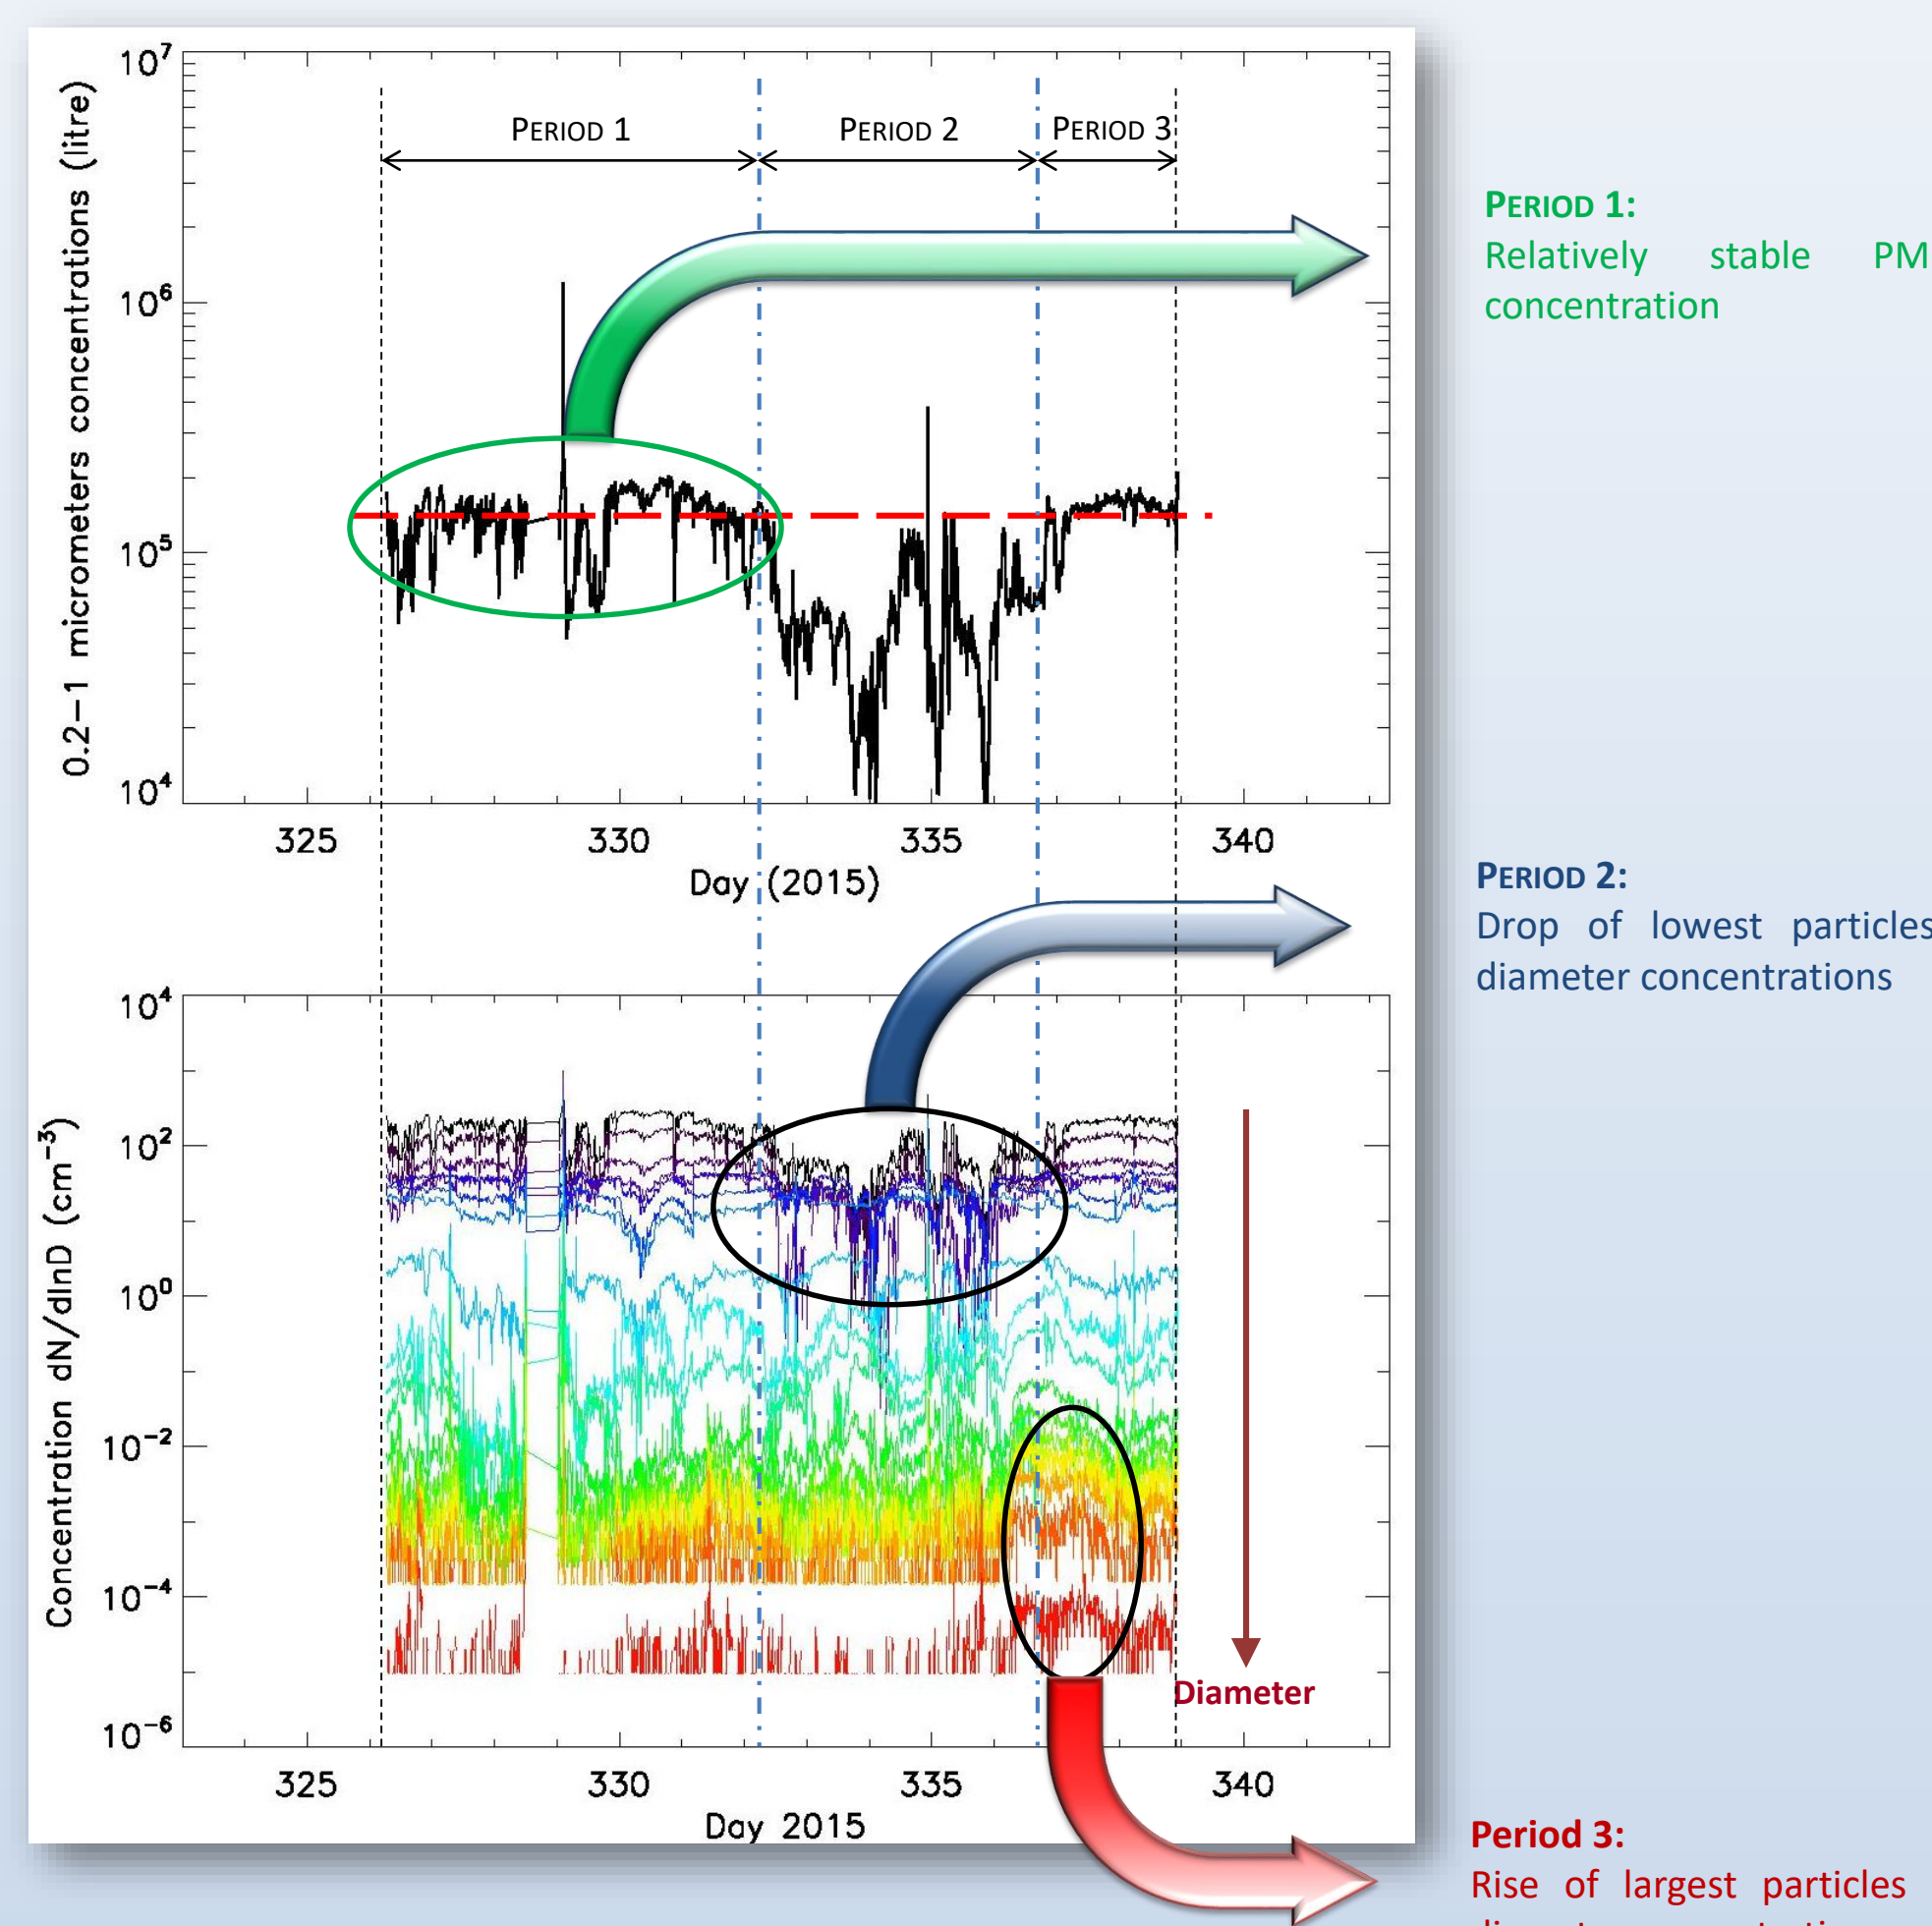 10⁷
10⁶
10⁵
10⁴
0.2−1 micrometers concentrations (litre)
PERIOD 1
PERIOD 2
PERIOD 3
325 330 335 340
Day (2015)
PERIOD 1:
Relatively stable PM
concentration
PERIOD 2:
Drop of lowest particles
diameter concentrations
10⁴
10²
10⁰
10⁻²
10⁻⁴
10⁻⁶
Concentration dN/dlnD (cm⁻³)
Diameter
325 330 335 340
Day 2015
Period 3:
Rise of largest particles